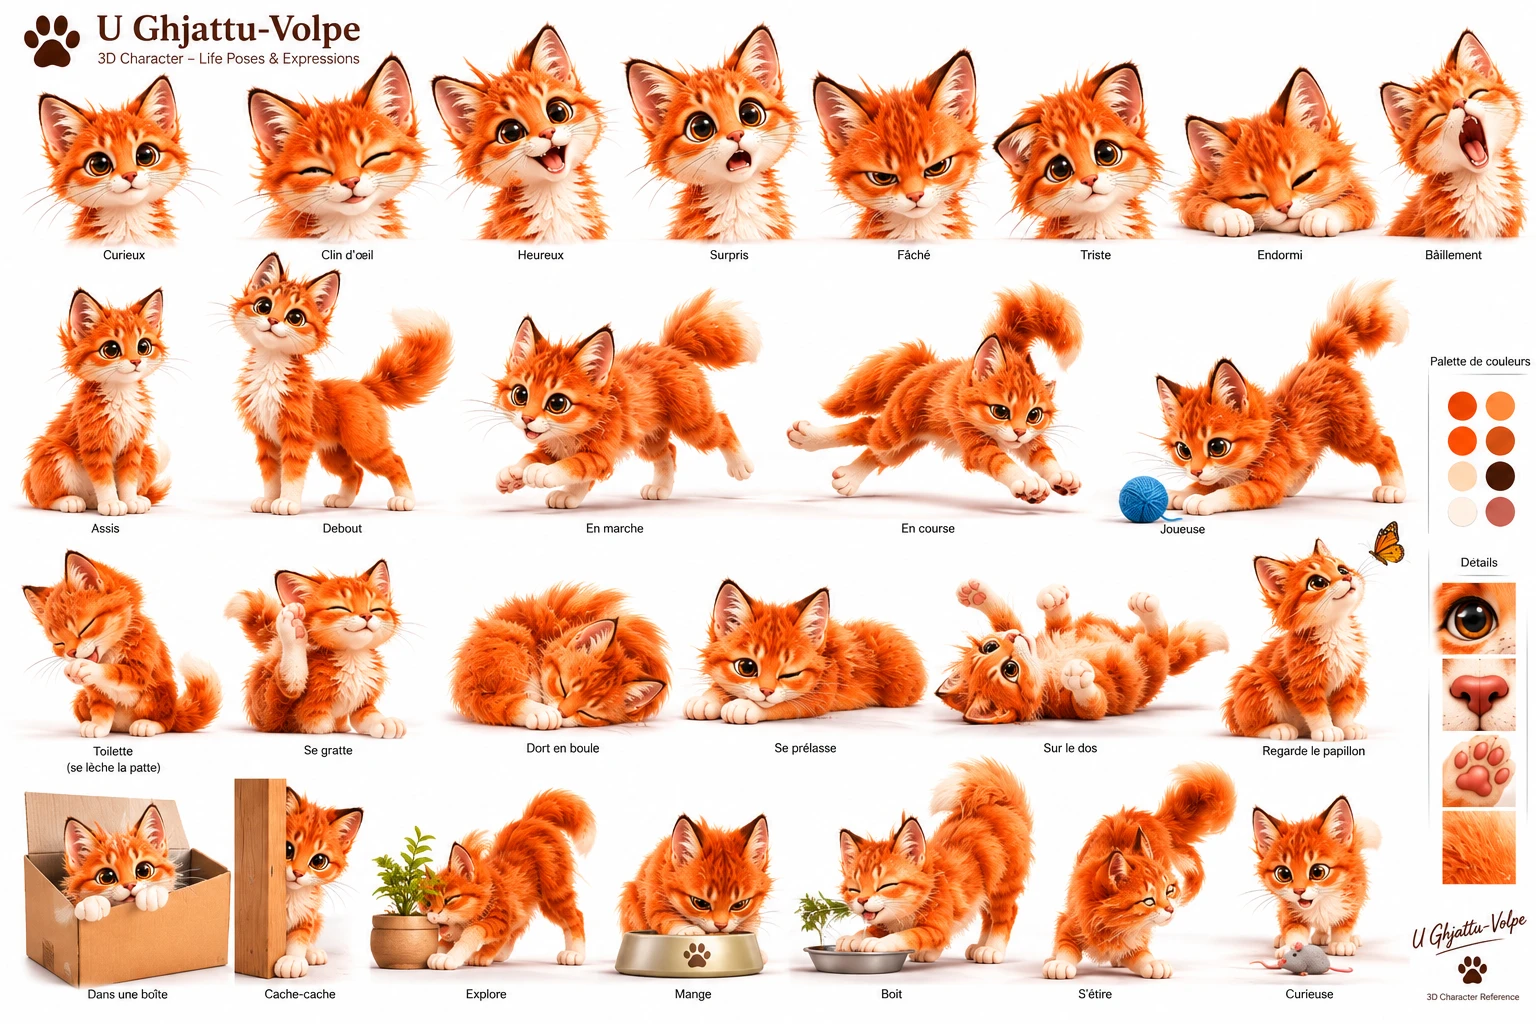 U Ghjattu-Volpe
3D Character – Life Poses & Expressions
Curieux
Clin d'œil
Heureux
Surpris
Fâché
Triste
Endormi
Bâillement
Assis
Debout
En marche
En course
Joueuse
Palette de couleurs
Détails
Toilette
(se lèche la patte)
Se gratte
Dort en boule
Se prélasse
Sur le dos
Regarde le papillon
Dans une boîte
Cache-cache
Explore
Mange
Boit
S'étire
Curieuse
U Ghjattu-Volpe
3D Character Reference